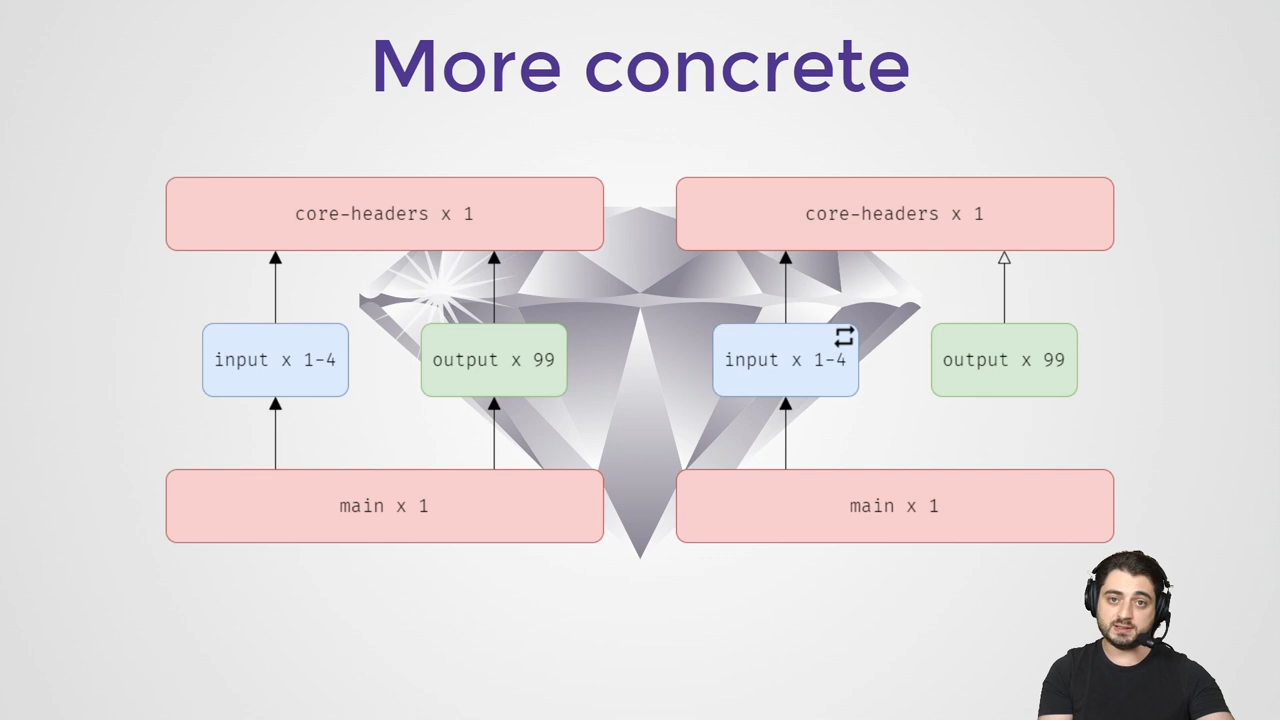 More concrete
core-headers x 1
core-headers x 1
input x 1-4
output x 99
input x 1-4
output x 99
main x 1
main x 1